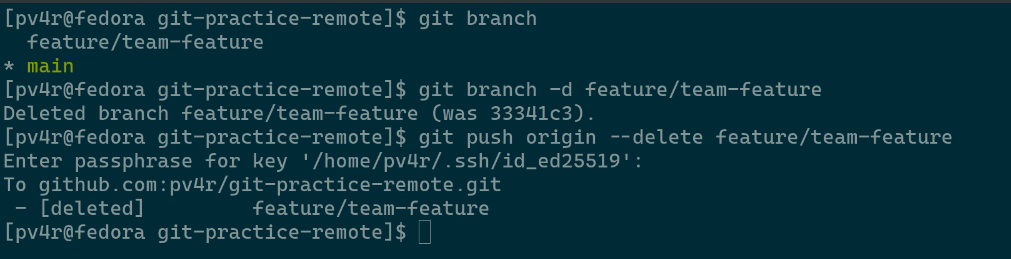 [pv4r@fedora git-practice-remote]$ git branch
  feature/team-feature
* main
[pv4r@fedora git-practice-remote]$ git branch -d feature/team-feature
Deleted branch feature/team-feature (was 33341c3).
[pv4r@fedora git-practice-remote]$ git push origin --delete feature/team-feature
Enter passphrase for key '/home/pv4r/.ssh/id_ed25519':
To github.com:pv4r/git-practice-remote.git
 - [deleted]         feature/team-feature
[pv4r@fedora git-practice-remote]$